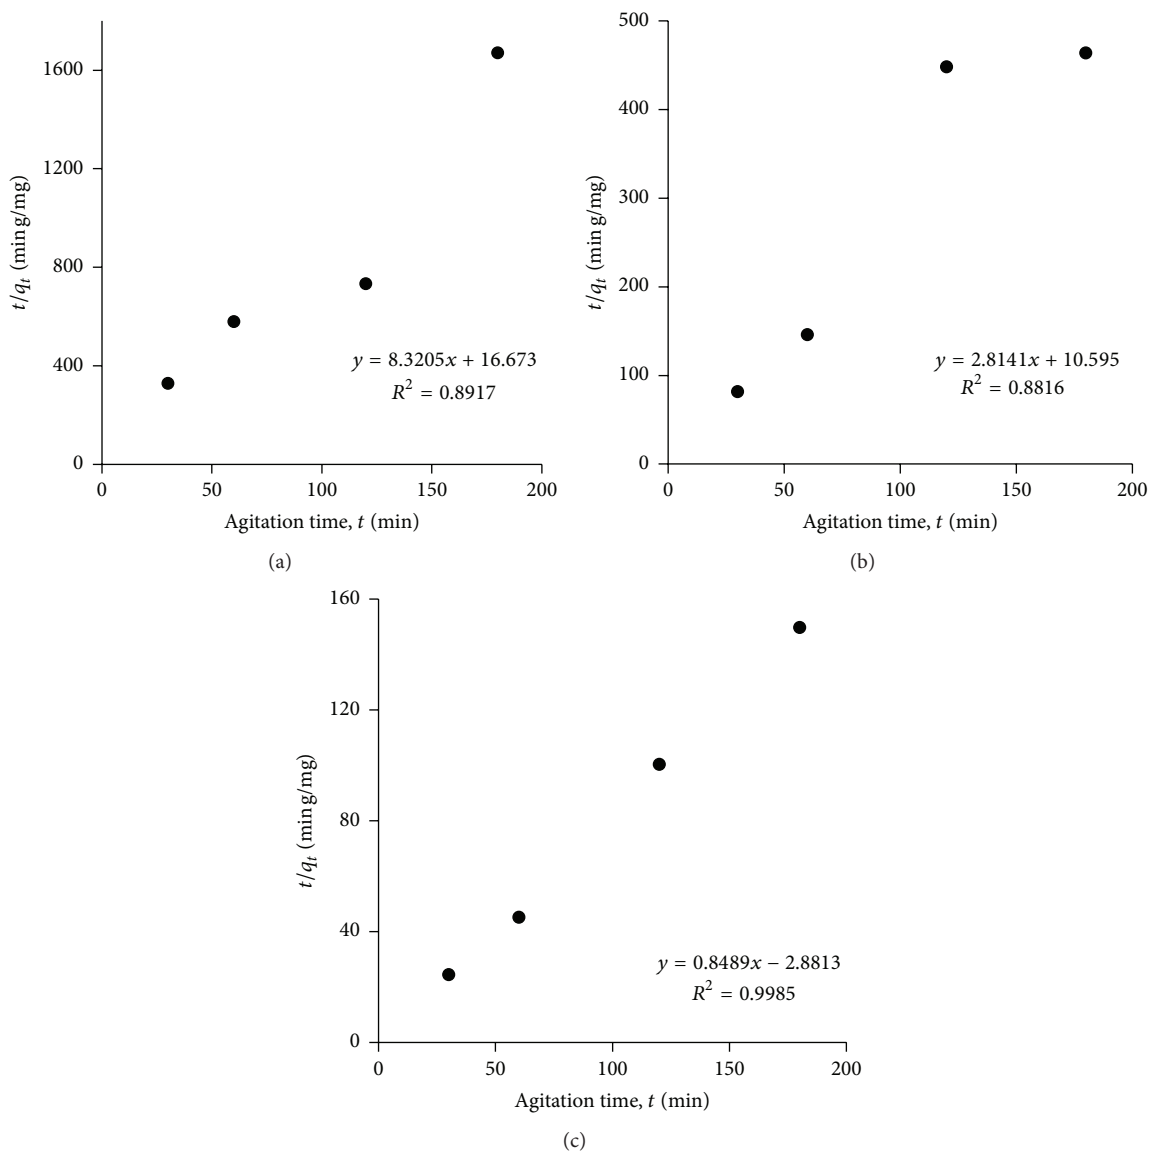 1600
1200
800
400
0
t/qt (min g/mg)
y = 8.3205x + 16.673
R2 = 0.8917
0 50 100 150 200
Agitation time, t (min)
(a)
500
400
300
200
100
0
t/qt (min g/mg)
y = 2.8141x + 10.595
R2 = 0.8816
0 50 100 150 200
Agitation time, t (min)
(b)
160
120
80
40
0
t/qt (min g/mg)
y = 0.8489x − 2.8813
R2 = 0.9985
0 50 100 150 200
Agitation time, t (min)
(c)